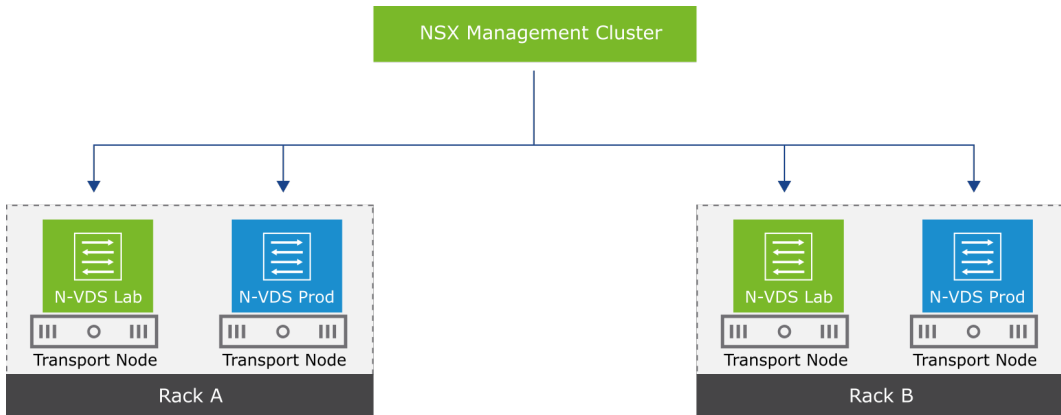 NSX Management Cluster
N-VDS Lab
N-VDS Prod
Transport Node
Transport Node
Rack A
N-VDS Lab
N-VDS Prod
Transport Node
Transport Node
Rack B